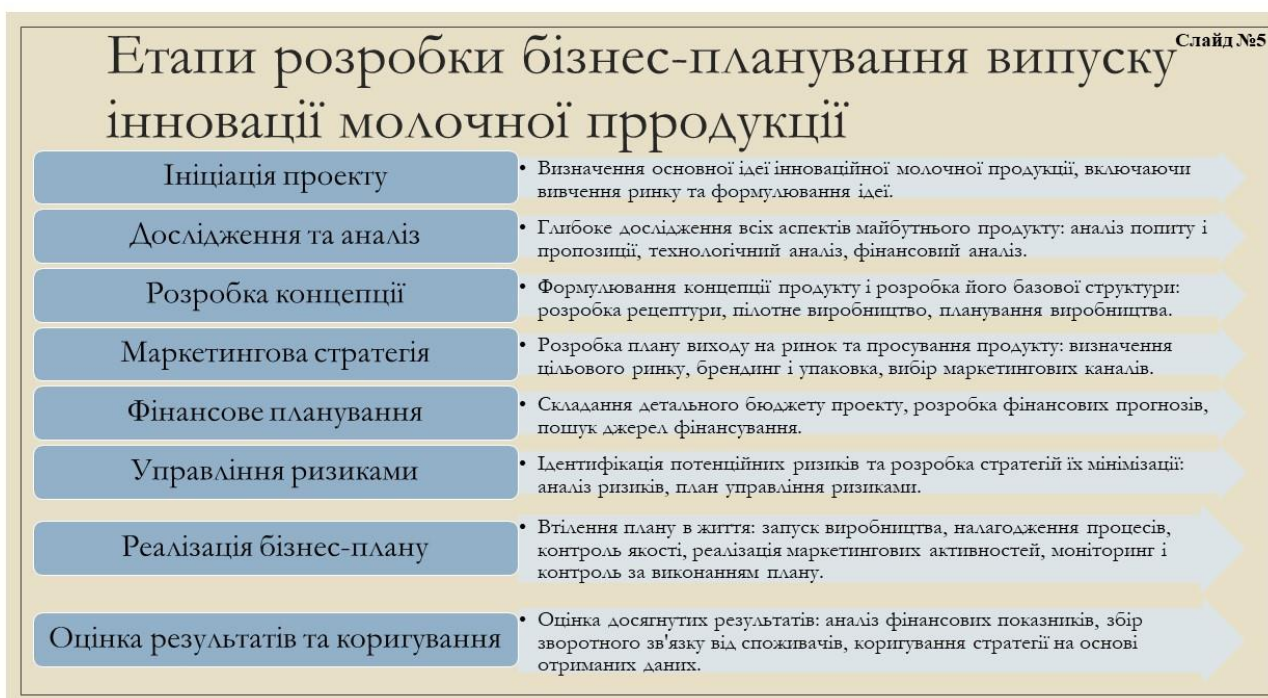 Слайд №5
Етапи розробки бізнес-планування випуску
інновації молочної прродукції
Ініціація проекту
• Визначення основної ідеї інноваційної молочної продукції, включаючи
вивчення ринку та формулювання ідеї.
Дослідження та аналіз
• Глибоке дослідження всіх аспектів майбутнього продукту: аналіз попиту і
пропозиції, технологічний аналіз, фінансовий аналіз.
Розробка концепції
• Формулювання концепції продукту і розробка його базової структури:
розробка рецептури, пілотне виробництво, планування виробництва.
Маркетингова стратегія
• Розробка плану виходу на ринок та просування продукту: визначення
цільового ринку, брендинг і упаковка, вибір маркетингових каналів.
Фінансове планування
• Складання детального бюджету проекту, розробка фінансових прогнозів,
пошук джерел фінансування.
Управління ризиками
• Ідентифікація потенційних ризиків та розробка стратегій їх мінімізації:
аналіз ризиків, план управління ризиками.
Реалізація бізнес-плану
• Втілення плану в життя: запуск виробництва, налагодження процесів,
контроль якості, реалізація маркетингових активностей, моніторинг і
контроль за виконанням плану.
Оцінка результатів та коригування
• Оцінка досягнутих результатів: аналіз фінансових показників, збір
зворотного зв'язку від споживачів, коригування стратегії на основі
отриманих даних.